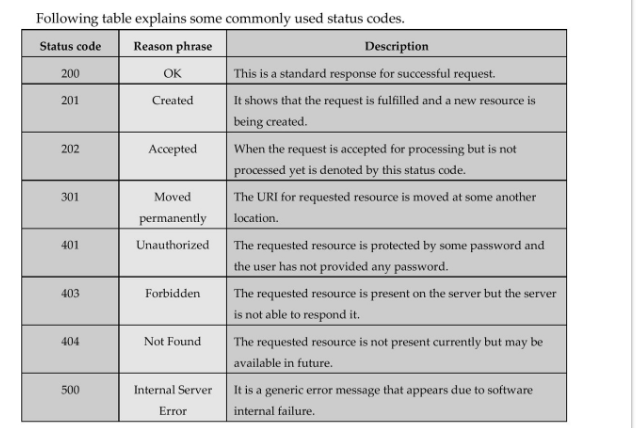 Following table explains some commonly used status codes.
Status code Reason phrase Description
200 OK This is a standard response for successful request.
201 Created It shows that the request is fulfilled and a new resource is
being created.
202 Accepted When the request is accepted for processing but is not
processed yet is denoted by this status code.
301 Moved The URI for requested resource is moved at some another
permanently location.
401 Unauthorized The requested resource is protected by some password and
the user has not provided any password.
403 Forbidden The requested resource is present on the server but the server
is not able to respond it.
404 Not Found The requested resource is not present currently but may be
available in future.
500 Internal Server It is a generic error message that appears due to software
Error internal failure.